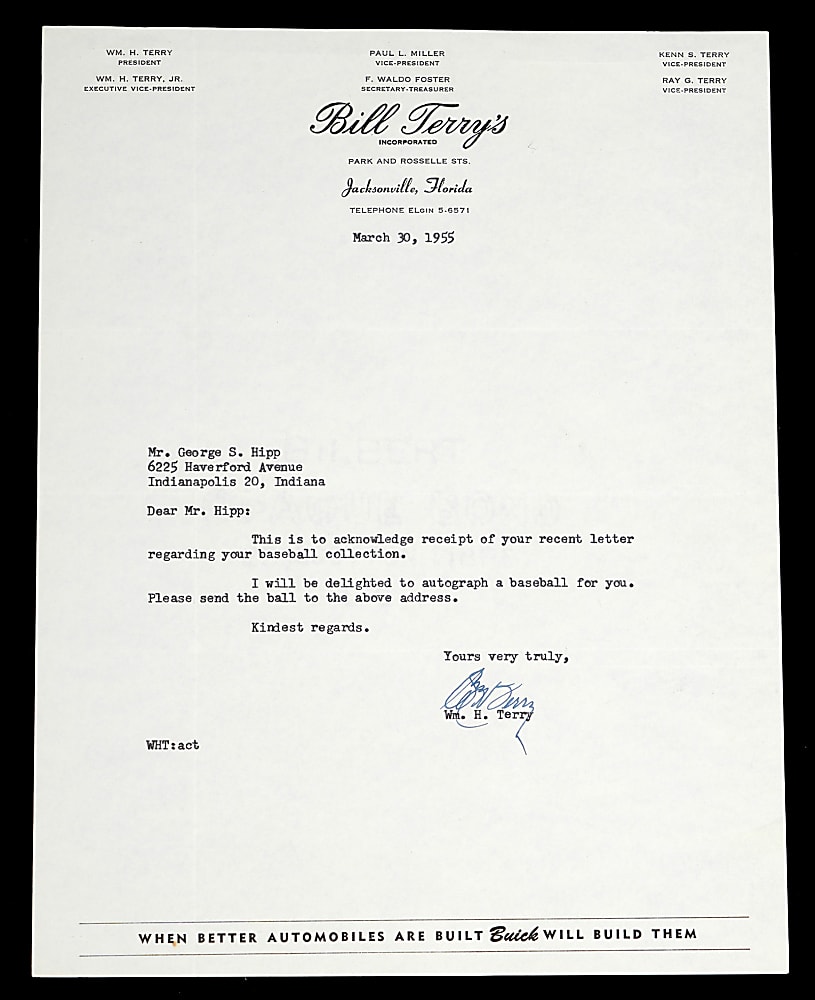 WM. H. TERRY
PRESIDENT
WM. H. TERRY, JR.
EXECUTIVE VICE-PRESIDENT
PAUL L. MILLER
VICE-PRESIDENT
F. WALDO FOSTER
SECRETARY-TREASURER
KENN S. TERRY
VICE-PRESIDENT
RAY G. TERRY
VICE-PRESIDENT
Bill Terry's
INCORPORATED
PARK AND ROSSELLE STS.
Jacksonville, Florida
TELEPHONE ELGIN 5-6571
March 30, 1955
Mr. George S. Hipp
6225 Haverford Avenue
Indianapolis 20, Indiana
Dear Mr. Hipp:
This is to acknowledge receipt of your recent letter
regarding your baseball collection.
I will be delighted to autograph a baseball for you.
Please send the ball to the above address.
Kindest regards.
Yours very truly,
Bill Terry
Wm. H. Terry
WHT:act
WHEN BETTER AUTOMOBILES ARE BUILT Buick WILL BUILD THEM